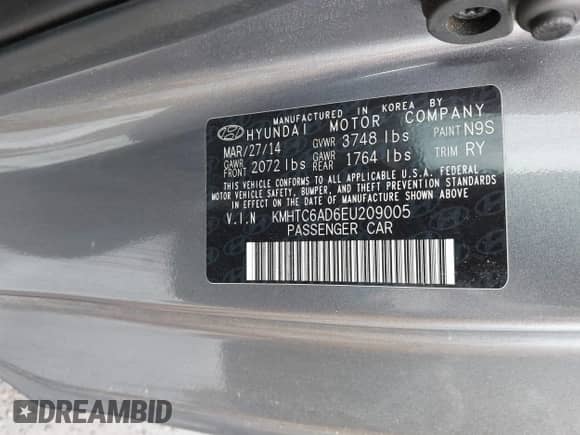 MANUFACTURED IN KOREA BY
HYUNDAI MOTOR COMPANY
MAR/27/14 GVWR 3748 lbs PAINT N9S
GAWR FRONT 2072 lbs GAWR REAR 1764 lbs TRIM RY
THIS VEHICLE CONFORMS TO ALL APPLICABLE U.S.A. FEDERAL
MOTOR VEHICLE SAFETY, BUMPER, AND THEFT PREVENTION STANDARDS
IN EFFECT ON THE DATE OF MANUFACTURE SHOWN ABOVE.
V.I.N KMHTC6AD6EU209005
PASSENGER CAR
DREAMBID